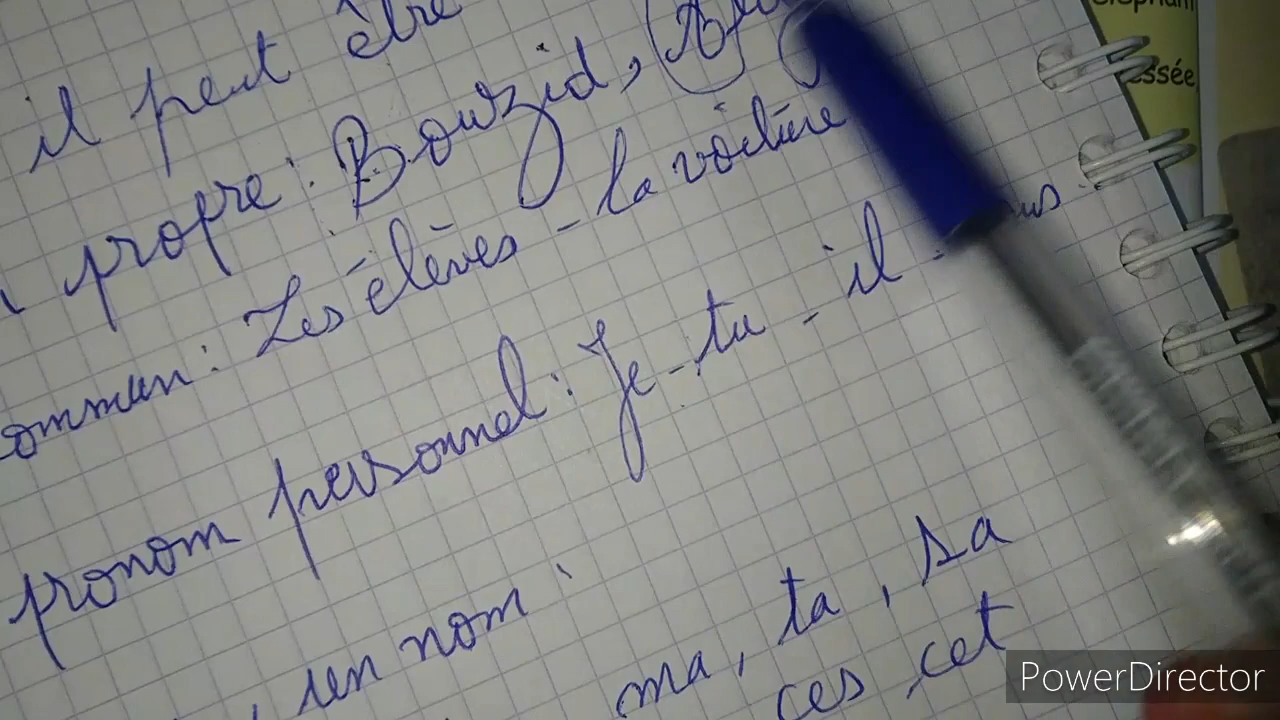 il peut être
propre : Bouzid,
commun : Les élèves - la voiture
pronom personnel : Je - tu - il -
, un nom :
ma, ta, sa
ces, cet
essée
PowerDirector